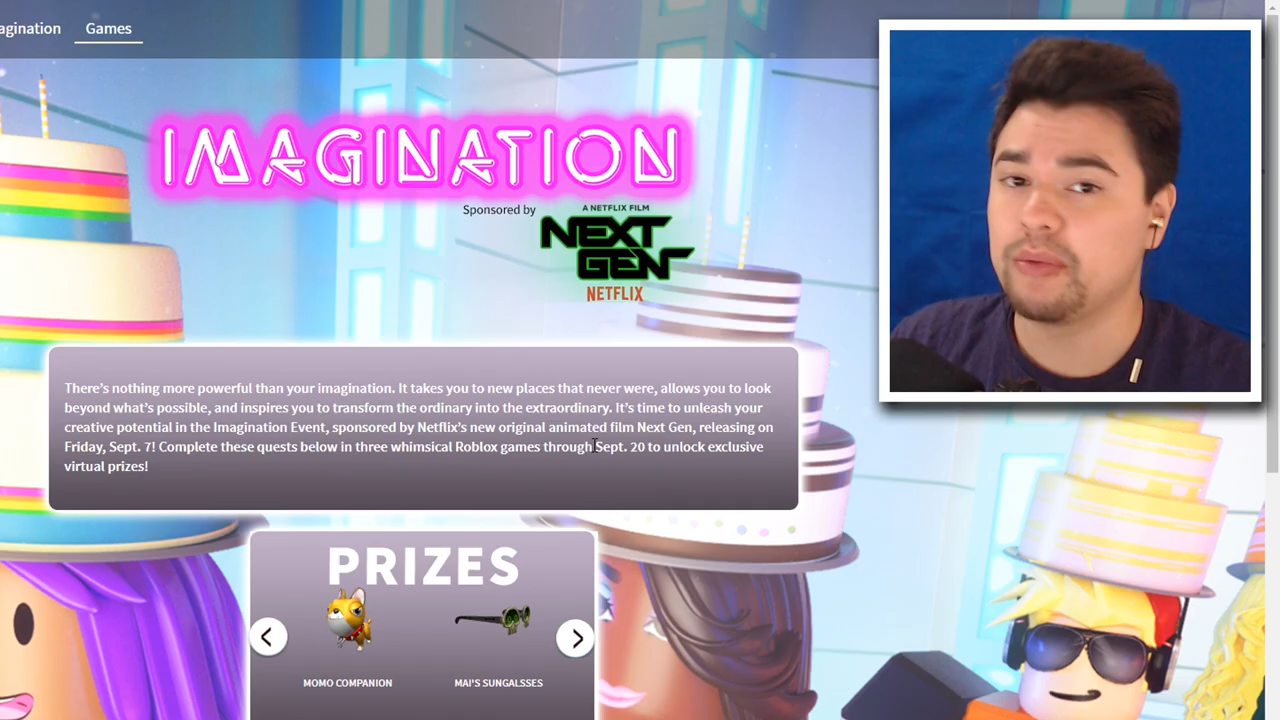 agination Games
IMAGINATION
Sponsored by
A NETFLIX FILM
NEXT
GEN
NETFLIX
There's nothing more powerful than your imagination. It takes you to new places that never were, allows you to look
beyond what's possible, and inspires you to transform the ordinary into the extraordinary. It's time to unleash your
creative potential in the Imagination Event, sponsored by Netflix's new original animated film Next Gen, releasing on
Friday, Sept. 7! Complete these quests below in three whimsical Roblox games through Sept. 20 to unlock exclusive
virtual prizes!
PRIZES
MOMO COMPANION
MAI'S SUNGALSSES